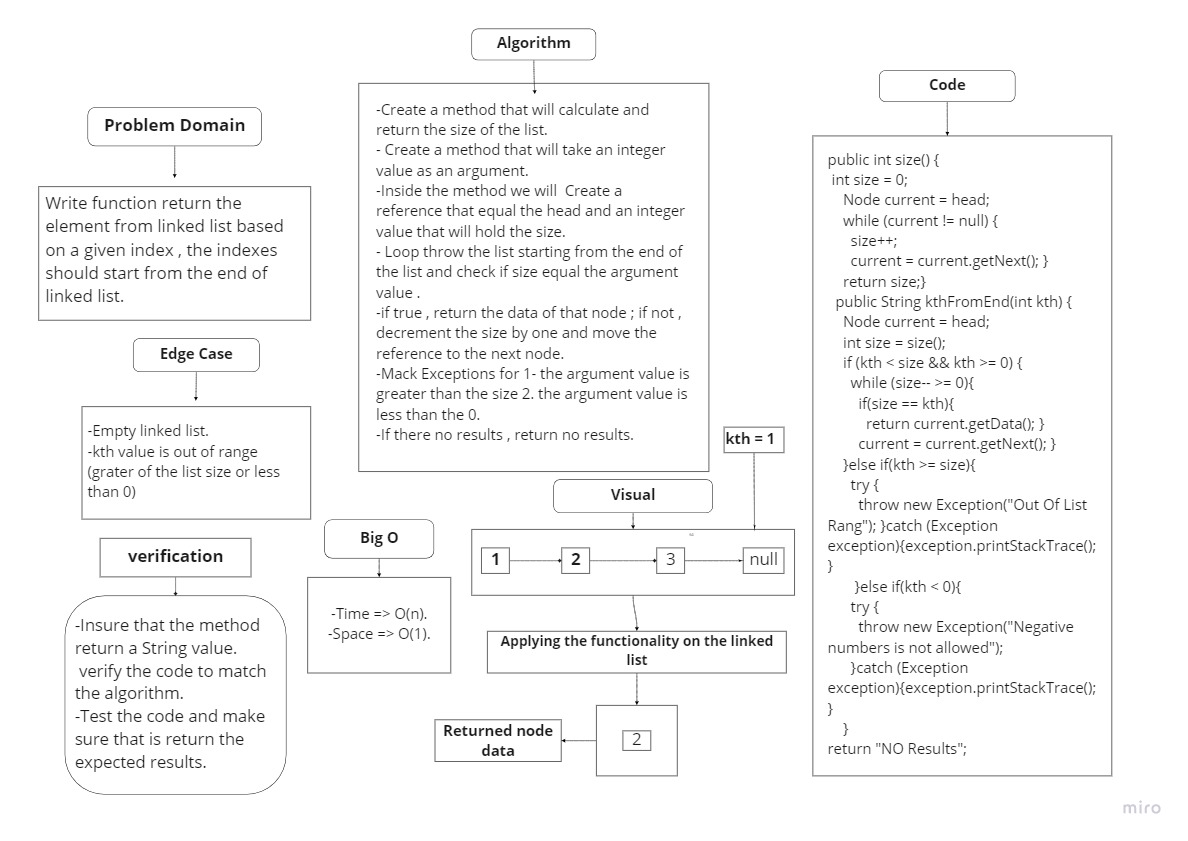 Algorithm
-Create a method that will calculate and
return the size of the list.
- Create a method that will take an integer
value as an argument.
-Inside the method we will  Create a
reference that equal the head and an integer
value that will hold the size.
- Loop throw the list starting from the end of
the list and check if size equal the argument
value .
-if true , return the data of that node ; if not ,
decrement the size by one and move the
reference to the next node.
-Mack Exceptions for 1- the argument value is
greater than the size 2. the argument value is
less than the 0.
-If there no results , return no results.
Problem Domain
Write function return the
element from linked list based
on a given index , the indexes
should start from the end of
linked list.
Edge Case
-Empty linked list.
-kth value is out of range
(grater of the list size or less
than 0)
verification
-Insure that the method
return a String value.
verify the code to match
the algorithm.
-Test the code and make
sure that is return the
expected results.
Big O
-Time => O(n).
-Space => O(1).
kth = 1
Visual
1 2 3 null
Applying the functionality on the linked
list
2
Returned node
data
Code
public int size() {
int size = 0;
Node current = head;
while (current != null) {
size++;
current = current.getNext(); }
return size;}
public String kthFromEnd(int kth) {
Node current = head;
int size = size();
if (kth < size && kth >= 0) {
while (size-- >= 0){
if(size == kth){
return current.getData(); }
current = current.getNext(); }
}else if(kth >= size){
try {
throw new Exception("Out Of List
Rang"); }catch (Exception
exception){exception.printStackTrace();
}
}else if(kth < 0){
try {
throw new Exception("Negative
numbers is not allowed");
}catch (Exception
exception){exception.printStackTrace();
}
}
return "NO Results";
miro